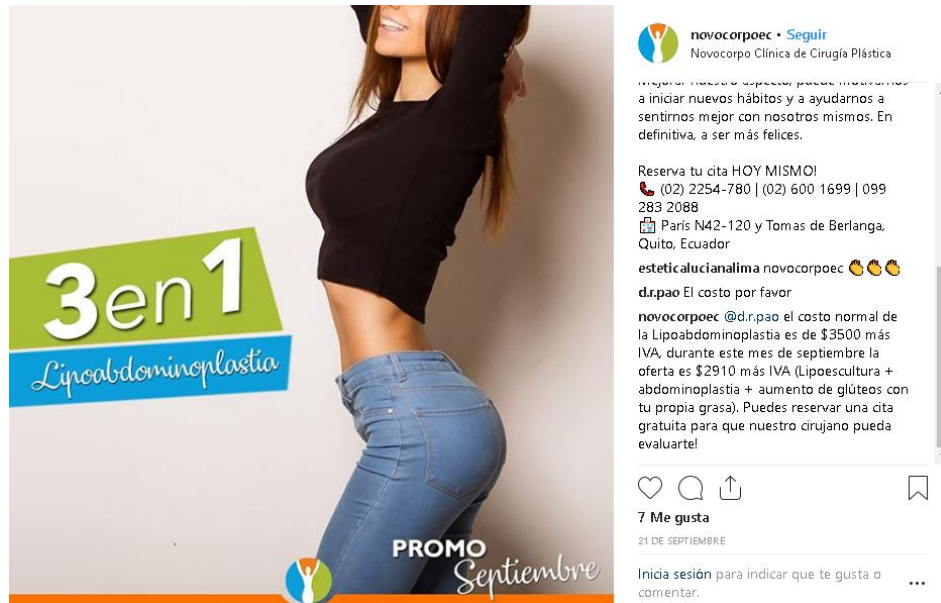 3en1
Lipoabdominoplastia
PROMO
Septiembre
novocorpoec • Seguir
Novocorpo Clínica de Cirugía Plástica
a iniciar nuevos hábitos y a ayudarnos a
sentirnos mejor con nosotros mismos. En
definitiva, a ser más felices.
Reserva tu cita HOY MISMO!
📞 (02) 2254-780 | (02) 600 1699 | 099
283 2088
🏥 París N42-120 y Tomas de Berlanga,
Quito, Ecuador
esteticalucianalima novocorpoec 👏👏👏
d.r.pao El costo por favor
novocorpoec @d.r.pao el costo normal de
la Lipoabdominoplastia es de $3500 más
IVA, durante este mes de septiembre la
oferta es $2910 más IVA (Lipoescultura +
abdominoplastia + aumento de glúteos con
tu propia grasa). Puedes reservar una cita
gratuita para que nuestro cirujano pueda
evaluarte!
7 Me gusta
21 DE SEPTIEMBRE
Inicia sesión para indicar que te gusta o
comentar.